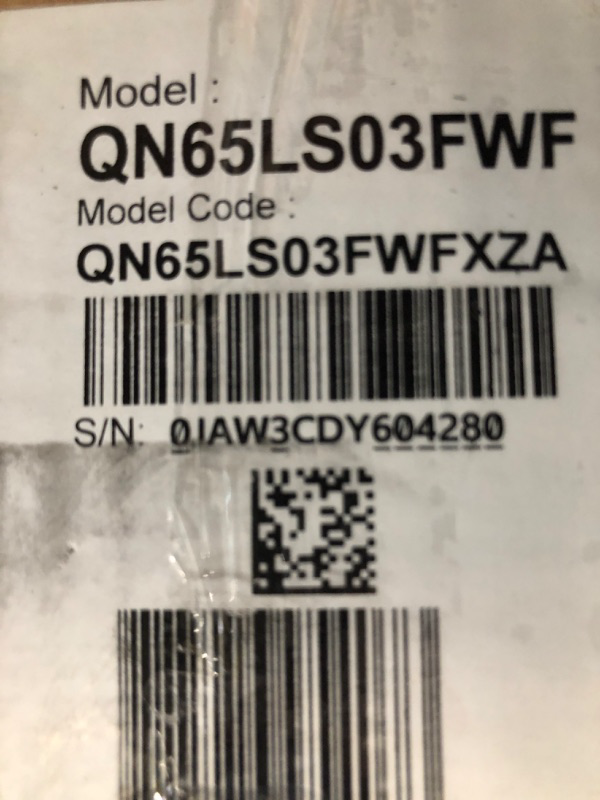 Model :
QN65LS03FWF
Model Code :
QN65LS03FWFXZA
S/N: 0IAW3CDY604280